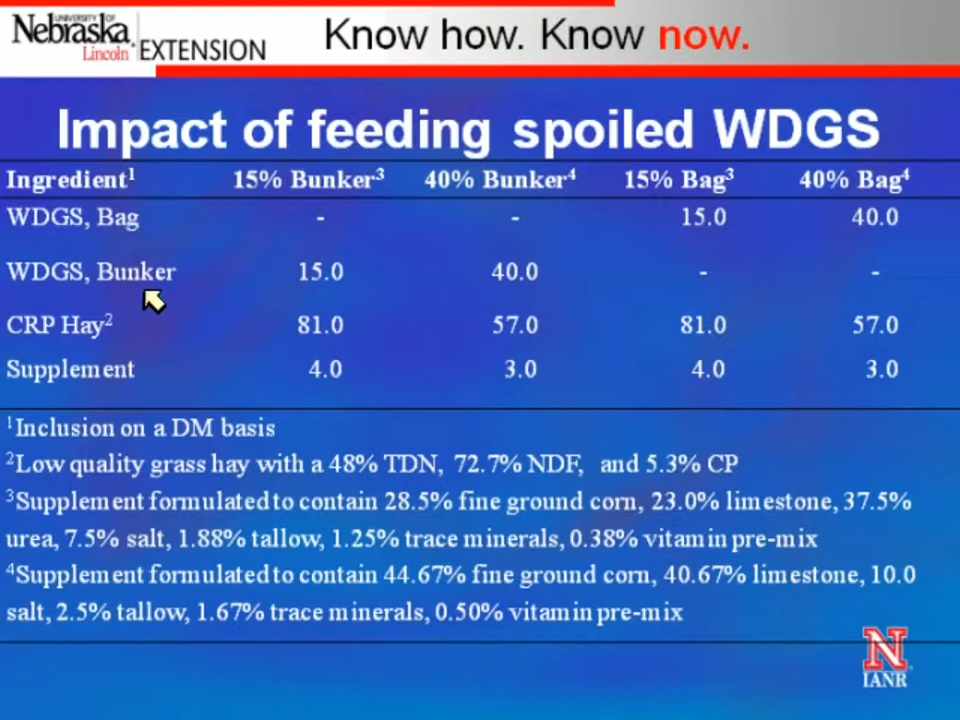 UNIVERSITY OF
Nebraska Lincoln EXTENSION
Know how. Know now.
Impact of feeding spoiled WDGS
Ingredient1 15% Bunker3 40% Bunker4 15% Bag3 40% Bag4
WDGS, Bag - - 15.0 40.0
WDGS, Bunker 15.0 40.0 - -
CRP Hay2 81.0 57.0 81.0 57.0
Supplement 4.0 3.0 4.0 3.0
1Inclusion on a DM basis
2Low quality grass hay with a 48% TDN, 72.7% NDF, and 5.3% CP
3Supplement formulated to contain 28.5% fine ground corn, 23.0% limestone, 37.5%
urea, 7.5% salt, 1.88% tallow, 1.25% trace minerals, 0.38% vitamin pre-mix
4Supplement formulated to contain 44.67% fine ground corn, 40.67% limestone, 10.0
salt, 2.5% tallow, 1.67% trace minerals, 0.50% vitamin pre-mix
N
IANR